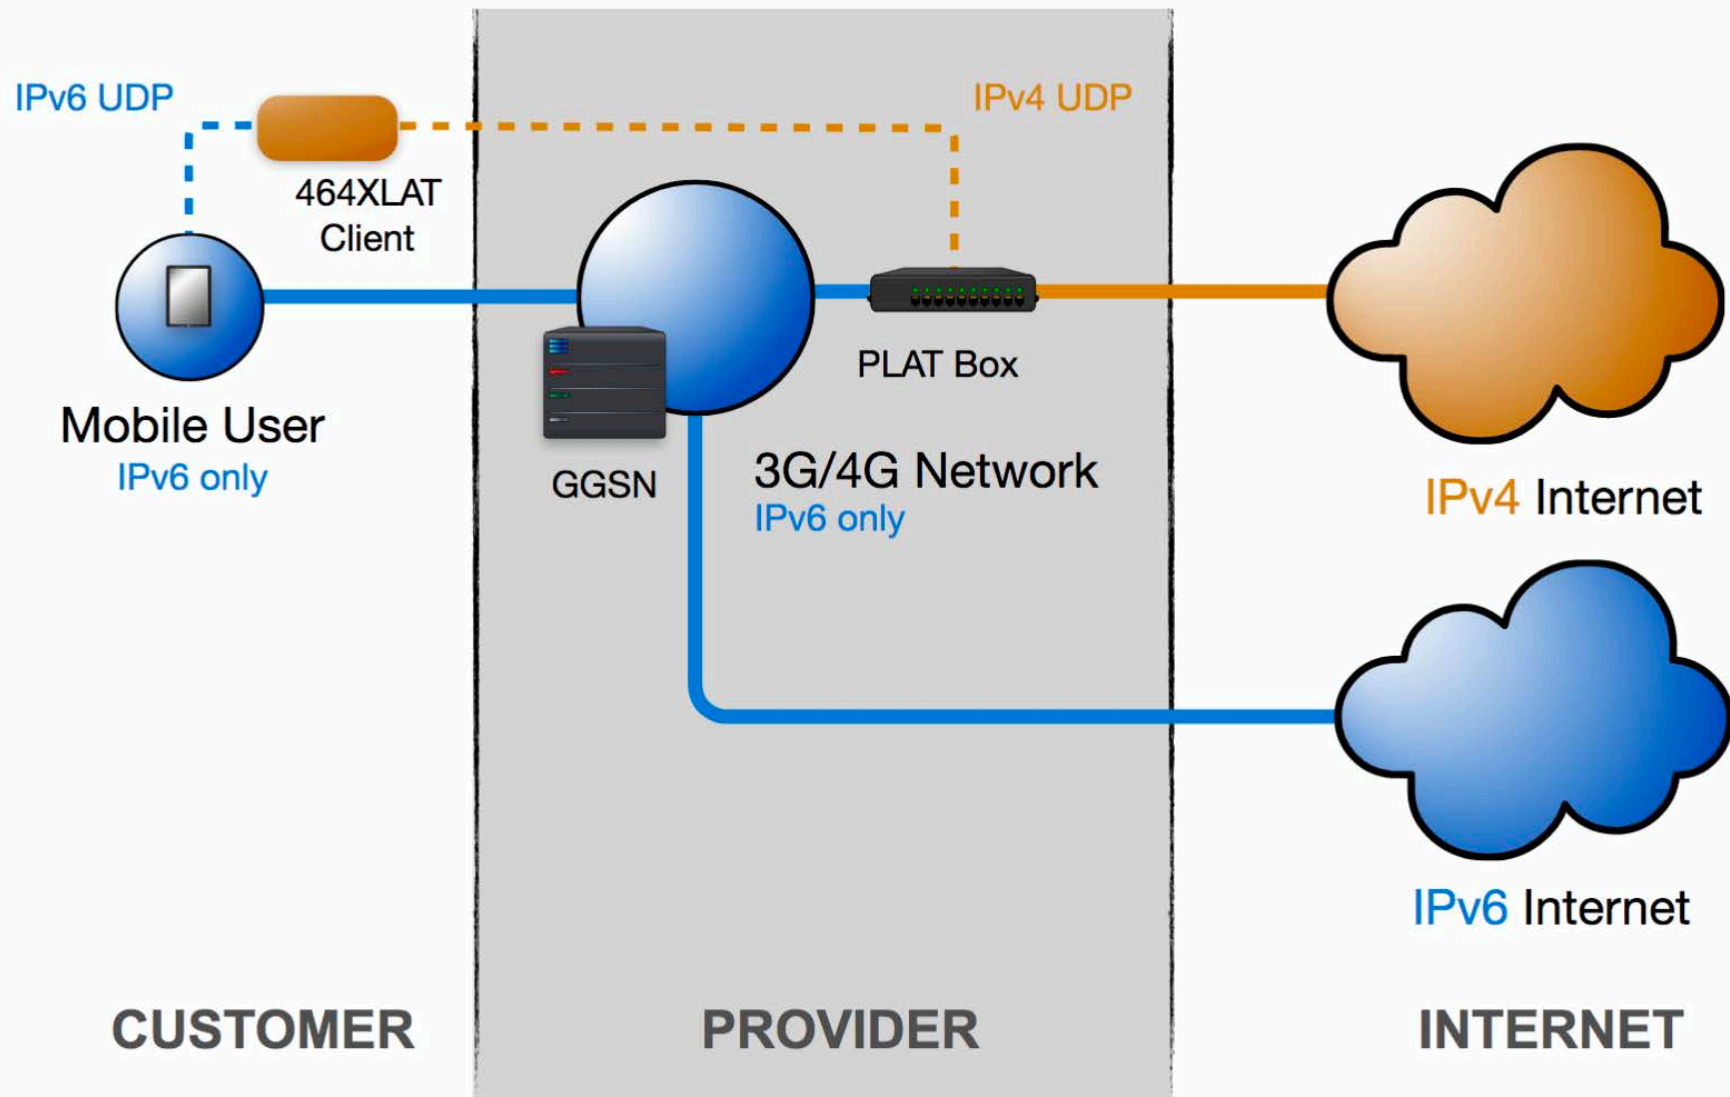 IPv6 UDP
464XLAT
Client
IPv4 UDP
Mobile User
IPv6 only
GGSN
PLAT Box
3G/4G Network
IPv6 only
IPv4 Internet
IPv6 Internet
CUSTOMER
PROVIDER
INTERNET